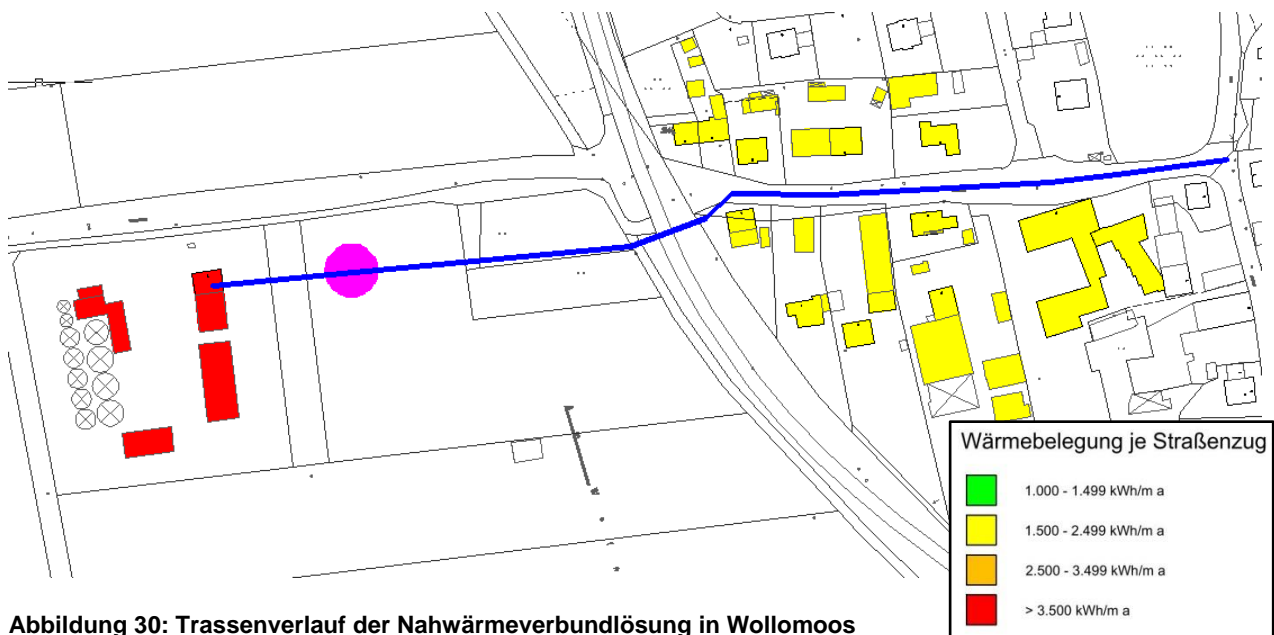 Wärmebelegung je Straßenzug
1.000 - 1.499 kWh/m a
1.500 - 2.499 kWh/m a
2.500 - 3.499 kWh/m a
> 3.500 kWh/m a
Abbildung 30: Trassenverlauf der Nahwärmeverbundlösung in Wollomoos